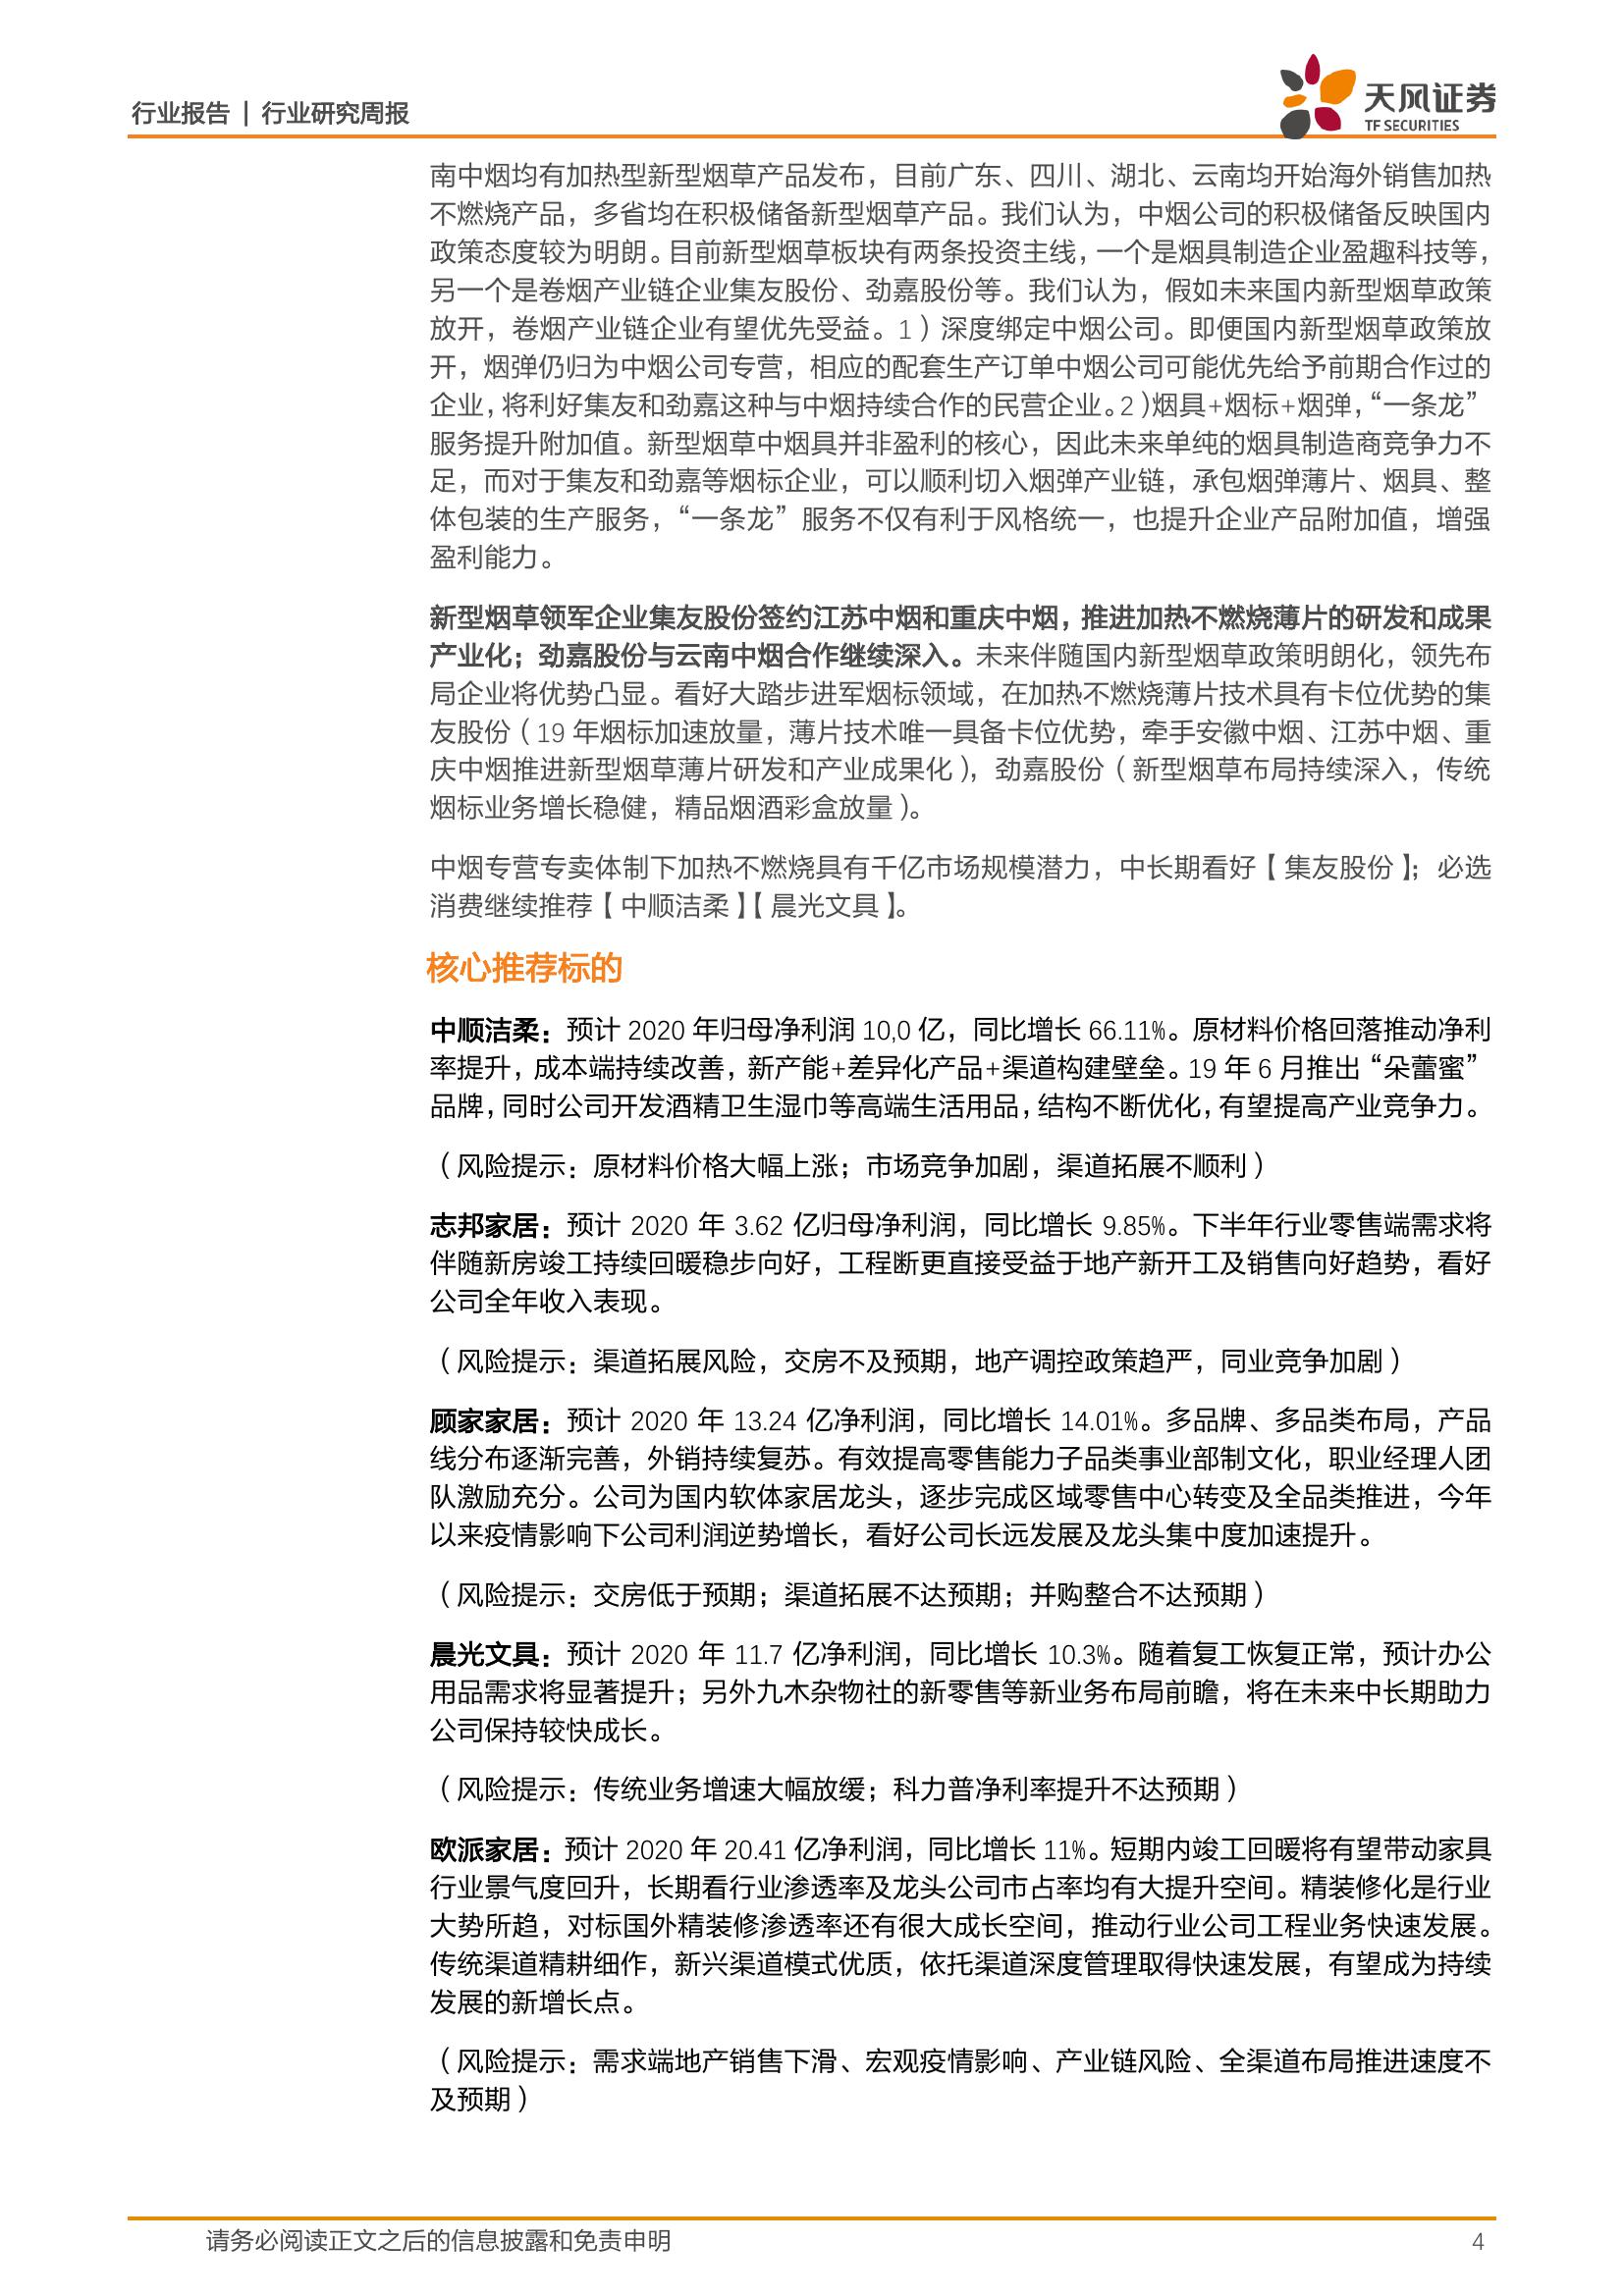 行业报告 | 行业研究周报
天风证券
TF SECURITIES
南中烟均有加热型新型烟草产品发布，目前广东、四川、湖北、云南均开始海外销售加热
不燃烧产品，多省均在积极储备新型烟草产品。我们认为，中烟公司的积极储备反映国内
政策态度较为明朗。目前新型烟草板块有两条投资主线，一个是烟具制造企业盈趣科技等，
另一个是卷烟产业链企业集友股份、劲嘉股份等。我们认为，假如未来国内新型烟草政策
放开，卷烟产业链企业有望优先受益。1）深度绑定中烟公司。即便国内新型烟草政策放
开，烟弹仍归为中烟公司专营，相应的配套生产订单中烟公司可能优先给予前期合作过的
企业，将利好集友和劲嘉这种与中烟持续合作的民营企业。2）烟具+烟标+烟弹，“一条龙”
服务提升附加值。新型烟草中烟具并非盈利的核心，因此未来单纯的烟具制造商竞争力不
足，而对于集友和劲嘉等烟标企业，可以顺利切入烟弹产业链，承包烟弹薄片、烟具、整
体包装的生产服务，“一条龙”服务不仅有利于风格统一，也提升企业产品附加值，增强
盈利能力。
新型烟草领军企业集友股份签约江苏中烟和重庆中烟，推进加热不燃烧薄片的研发和成果
产业化；劲嘉股份与云南中烟合作继续深入。未来伴随国内新型烟草政策明朗化，领先布
局企业将优势凸显。看好大踏步进军烟标领域，在加热不燃烧薄片技术具有卡位优势的集
友股份（19 年烟标加速放量，薄片技术唯一具备卡位优势，牵手安徽中烟、江苏中烟、重
庆中烟推进新型烟草薄片研发和产业成果化），劲嘉股份（新型烟草布局持续深入，传统
烟标业务增长稳健，精品烟酒彩盒放量）。
中烟专营专卖体制下加热不燃烧具有千亿市场规模潜力，中长期看好【集友股份】；必选
消费继续推荐【中顺洁柔】【晨光文具】。
核心推荐标的
中顺洁柔：预计 2020 年归母净利润 10,0 亿，同比增长 66.11%。原材料价格回落推动净利
率提升，成本端持续改善，新产能+差异化产品+渠道构建壁垒。19 年 6 月推出“朵蕾蜜”
品牌，同时公司开发酒精卫生湿巾等高端生活用品，结构不断优化，有望提高产业竞争力。
（风险提示：原材料价格大幅上涨；市场竞争加剧，渠道拓展不顺利）
志邦家居：预计 2020 年 3.62 亿归母净利润，同比增长 9.85%。下半年行业零售端需求将
伴随新房竣工持续回暖稳步向好，工程断更直接受益于地产新开工及销售向好趋势，看好
公司全年收入表现。
（风险提示：渠道拓展风险，交房不及预期，地产调控政策趋严，同业竞争加剧）
顾家家居：预计 2020 年 13.24 亿净利润，同比增长 14.01%。多品牌、多品类布局，产品
线分布逐渐完善，外销持续复苏。有效提高零售能力子品类事业部制文化，职业经理人团
队激励充分。公司为国内软体家居龙头，逐步完成区域零售中心转变及全品类推进，今年
以来疫情影响下公司利润逆势增长，看好公司长远发展及龙头集中度加速提升。
（风险提示：交房低于预期；渠道拓展不达预期；并购整合不达预期）
晨光文具：预计 2020 年 11.7 亿净利润，同比增长 10.3%。随着复工恢复正常，预计办公
用品需求将显著提升；另外九木杂物社的新零售等新业务布局前瞻，将在未来中长期助力
公司保持较快成长。
（风险提示：传统业务增速大幅放缓；科力普净利率提升不达预期）
欧派家居：预计 2020 年 20.41 亿净利润，同比增长 11%。短期内竣工回暖将有望带动家具
行业景气度回升，长期看行业渗透率及龙头公司市占率均有大提升空间。精装修化是行业
大势所趋，对标国外精装修渗透率还有很大成长空间，推动行业公司工程业务快速发展。
传统渠道精耕细作，新兴渠道模式优质，依托渠道深度管理取得快速发展，有望成为持续
发展的新增长点。
（风险提示：需求端地产销售下滑、宏观疫情影响、产业链风险、全渠道布局推进速度不
及预期）
请务必阅读正文之后的信息披露和免责申明
4